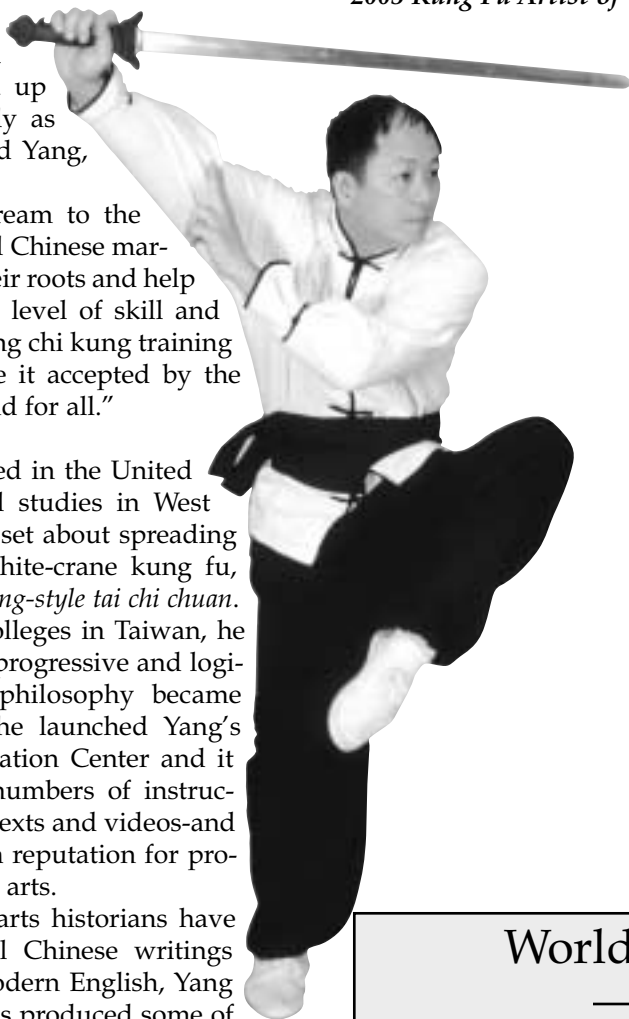 2003 Kung Fu Artist of
up
as
Yang,
ream to the
Chinese mar-
eir roots and help
level of skill and
ng chi kung training
e it accepted by the
d for all.”
ed in the United
studies in West
set about spreading
hite-crane kung fu,
ng-style tai chi chuan.
olleges in Taiwan, he
progressive and logi-
philosophy became
he launched Yang’s
ation Center and it
numbers of instruc-
exts and videos-and
reputation for pro-
arts.
arts historians have
Chinese writings
odern English, Yang
s produced some of
World